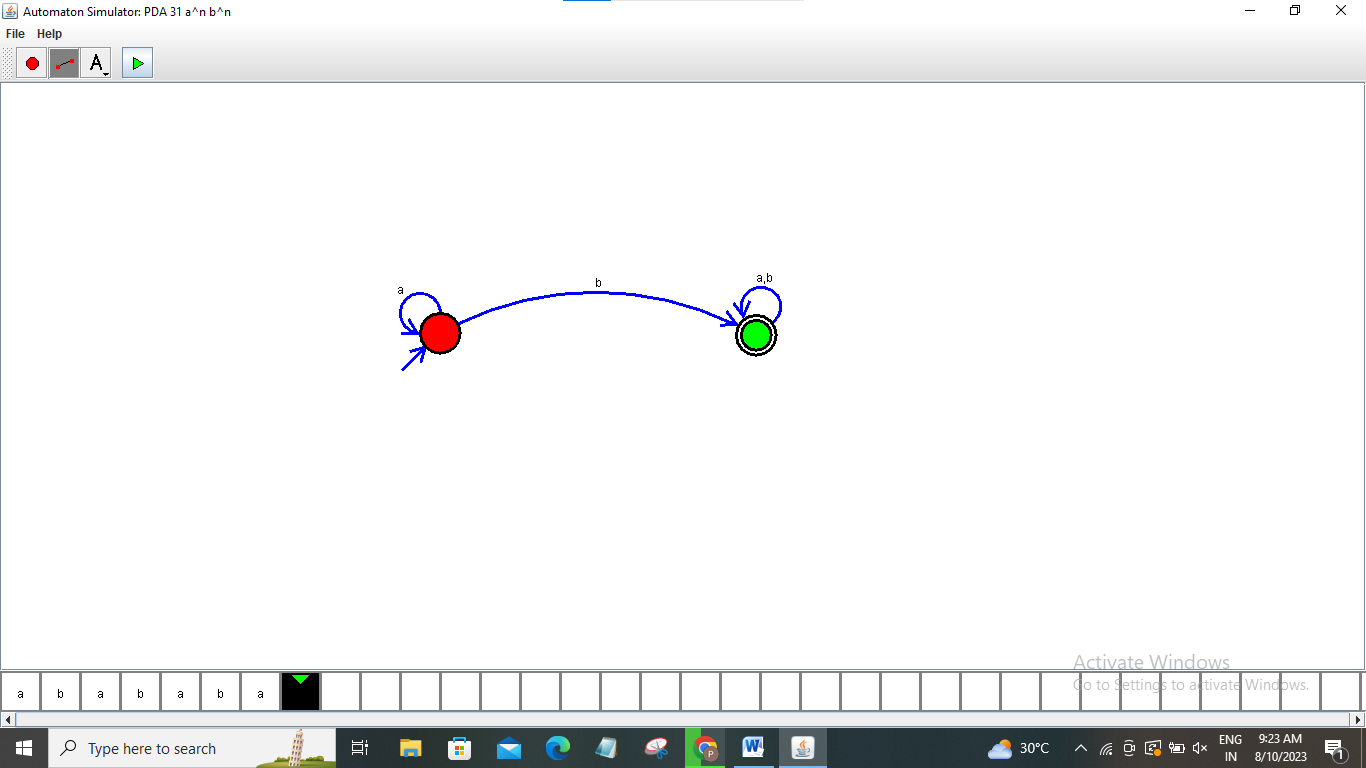 Automaton Simulator: PDA 31 a^n b^n
File Help
A
a
b
a,b
a b a b a b a
Activate Windows
Go to Settings to activate Windows.
Type here to search
30°C
ENG
IN
9:23 AM
8/10/2023
1